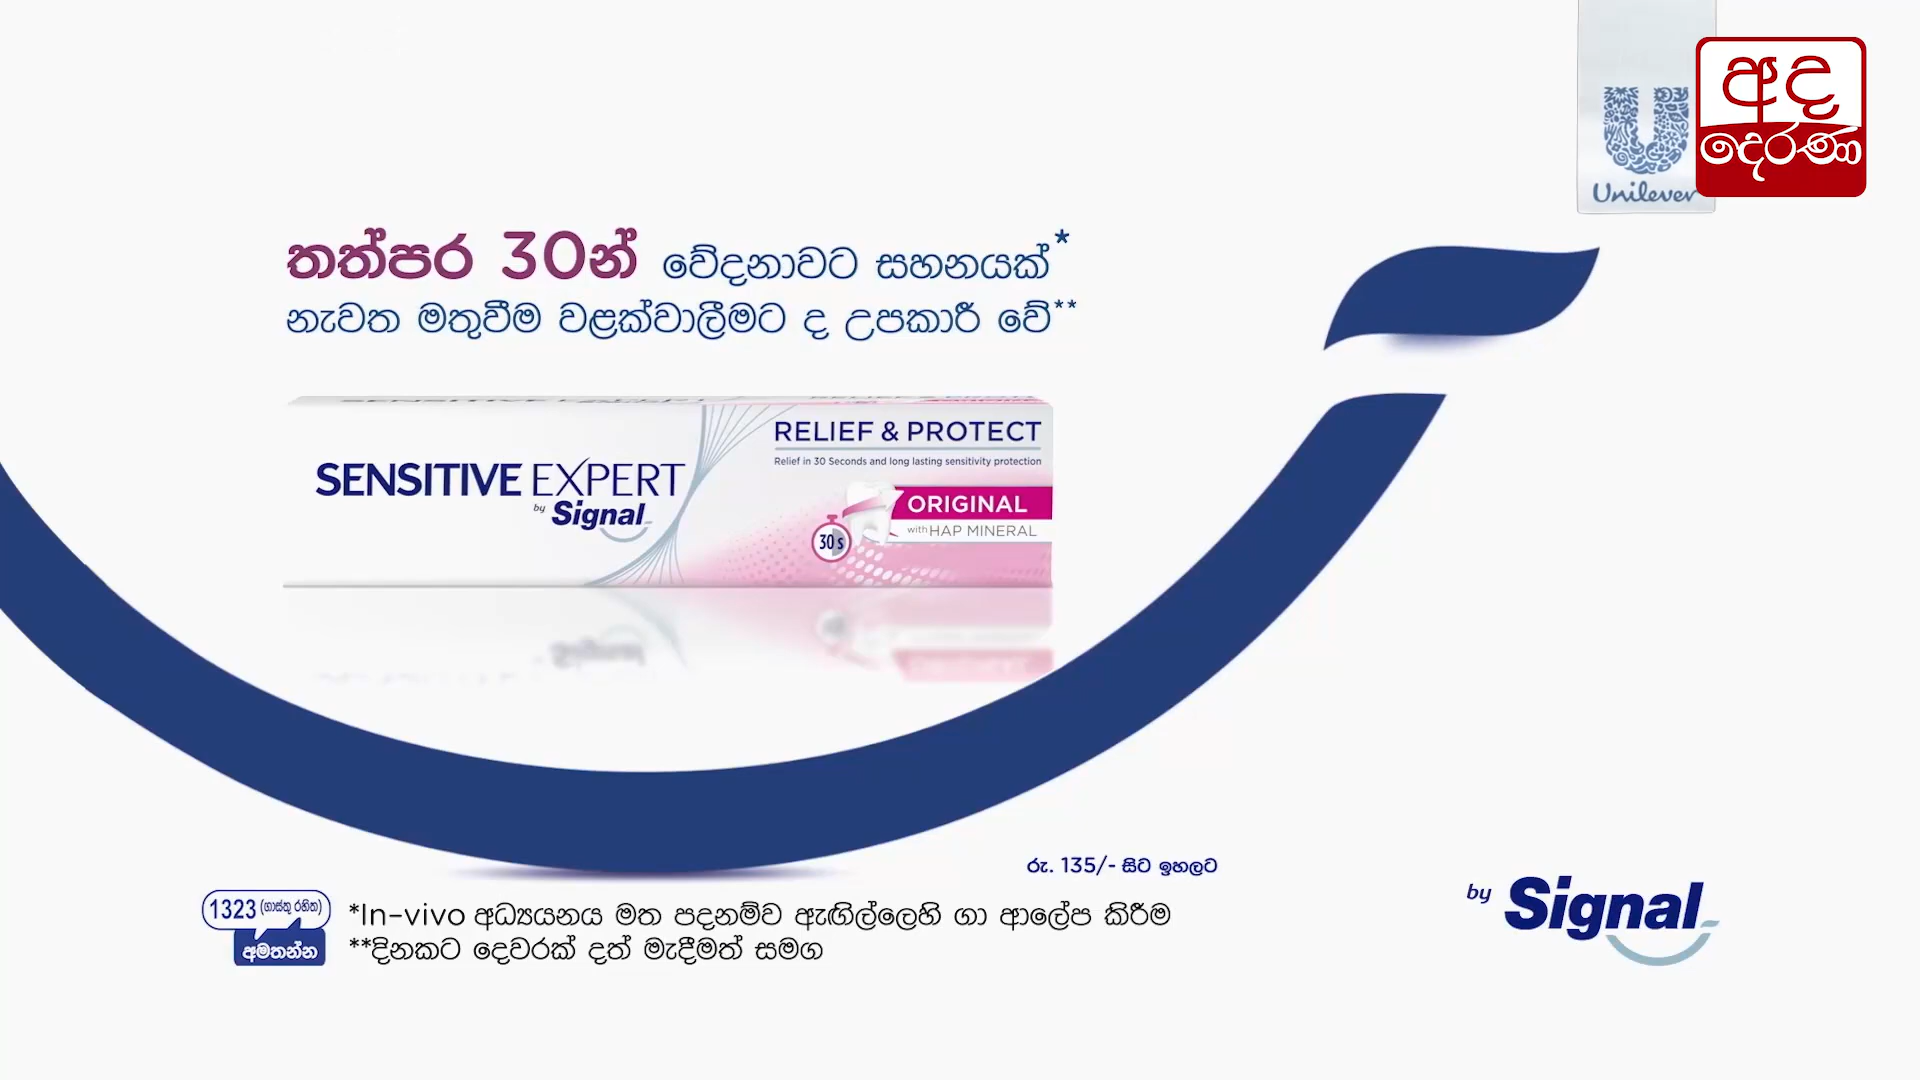 Unilever
අද
දෙරණ
තත්පර 30න් වේදනාවට සහනයක්*
නැවත මතුවීම වළක්වාලීමට ද උපකාරී වේ**
RELIEF & PROTECT
Relief in 30 Seconds and long lasting sensitivity protection
SENSITIVE EXPERT
by Signal
ORIGINAL
with HAP MINERAL
30 s
රු. 135/- සිට ඉහලට
1323 (ගාස්තු රහිත)
අමතන්න
*In-vivo අධ්‍යයනය මත පදනම්ව ඇඟිල්ලෙහි ගා ආලේප කිරීම
**දිනකට දෙවරක් දත් මැදීමත් සමග
by Signal